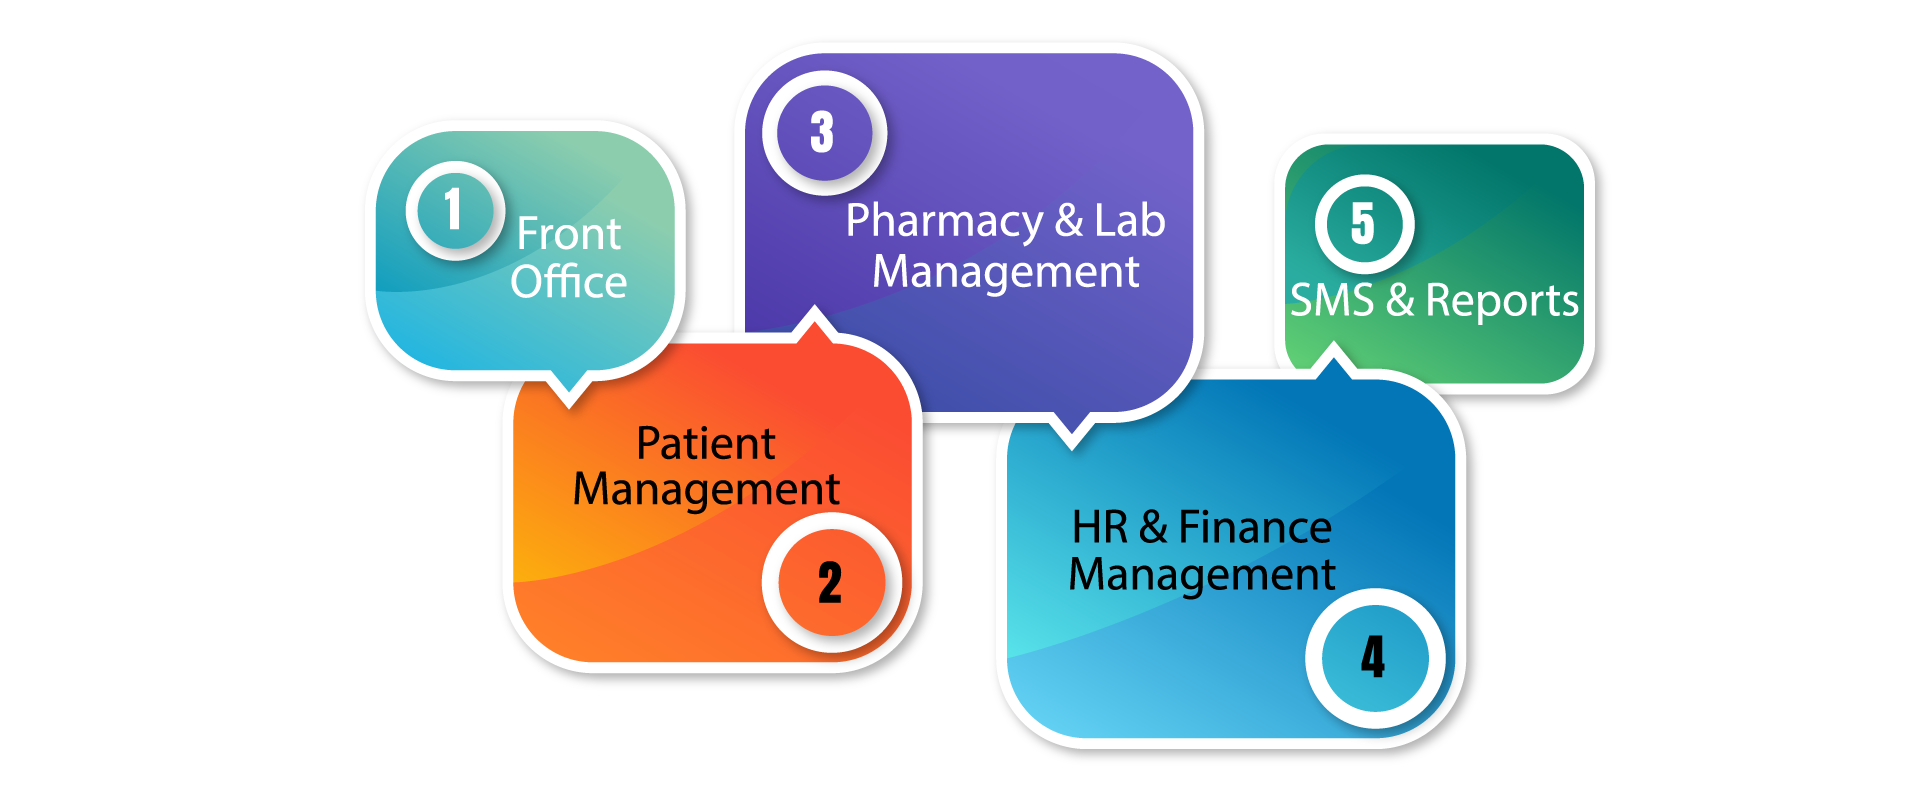 1
Front
Office
2
Patient
Management
3
Pharmacy & Lab
Management
4
HR & Finance
Management
5
SMS & Reports